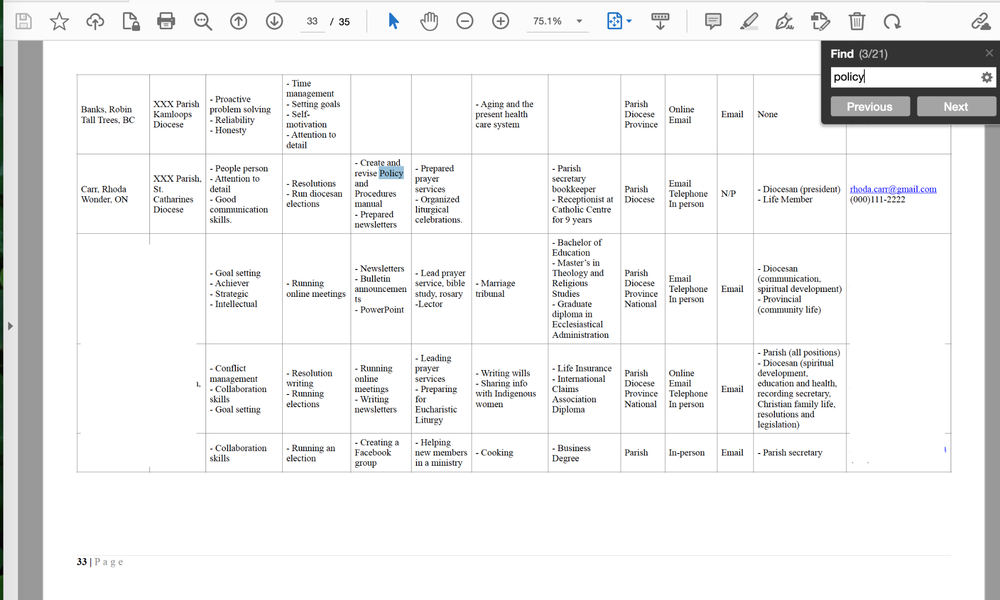 33 / 35
75.1%
Find (3/21)
policy
Previous
Next
Banks, Robin
Tall Trees, BC
XXX Parish
Kamloops
Diocese
- Proactive
problem solving
- Reliability
- Honesty
- Time
management
- Setting goals
- Self-
motivation
- Attention to
detail
- Aging and the
present health
care system
Parish
Diocese
Province
Online
Email
Email
None
Carr, Rhoda
Wonder, ON
XXX Parish,
St.
Catharines
Diocese
- People person
- Attention to
detail
- Good
communication
skills.
- Resolutions
- Run diocesan
elections
- Create and
revise Policy
and
Procedures
manual
- Prepared
newsletters
- Prepared
prayer
services
- Organized
liturgical
celebrations.
- Parish
secretary
bookkeeper
- Receptionist at
Catholic Centre
for 9 years
Parish
Diocese
Email
Telephone
In person
N/P
- Diocesan (president)
- Life Member
rhoda.carr@gmail.com
(000)111-2222
- Goal setting
- Achiever
- Strategic
- Intellectual
- Running
online meetings
- Newsletters
- Bulletin
announcemen
ts
- PowerPoint
- Lead prayer
service, bible
study, rosary
-Lector
- Marriage
tribunal
- Bachelor of
Education
- Master's in
Theology and
Religious
Studies
- Graduate
diploma in
Ecclesiastical
Administration
Parish
Diocese
Province
National
Email
Telephone
In person
Email
- Diocesan
(communication,
spiritual development)
- Provincial
(community life)
- Conflict
management
- Collaboration
skills
- Goal setting
- Resolution
writing
- Running
elections
- Running
online
meetings
- Writing
newsletters
- Leading
prayer
services
- Preparing
for
Eucharistic
Liturgy
- Writing wills
- Sharing info
with Indigenous
women
- Life Insurance
- International
Claims
Association
Diploma
Parish
Diocese
Province
National
Online
Email
Telephone
In person
Email
- Parish (all positions)
- Diocesan (spiritual
development,
education and health,
recording secretary,
Christian family life,
resolutions and
legislation)
- Collaboration
skills
- Running an
election
- Creating a
Facebook
group
- Helping
new members
in a ministry
- Cooking
- Business
Degree
Parish
In-person
Email
- Parish secretary
33 | Page